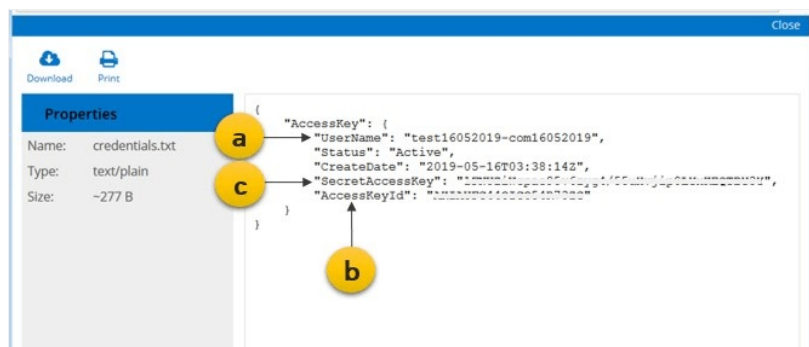 Close
Download
Print
Properties
Name: credentials.txt
Type: text/plain
Size: ~277 B
{
"AccessKey": {
a
"UserName": "test16052019-com16052019",
"Status": "Active",
"CreateDate": "2019-05-16T03:38:14Z",
c
"SecretAccessKey":
"AccessKeyId":
}
}
b